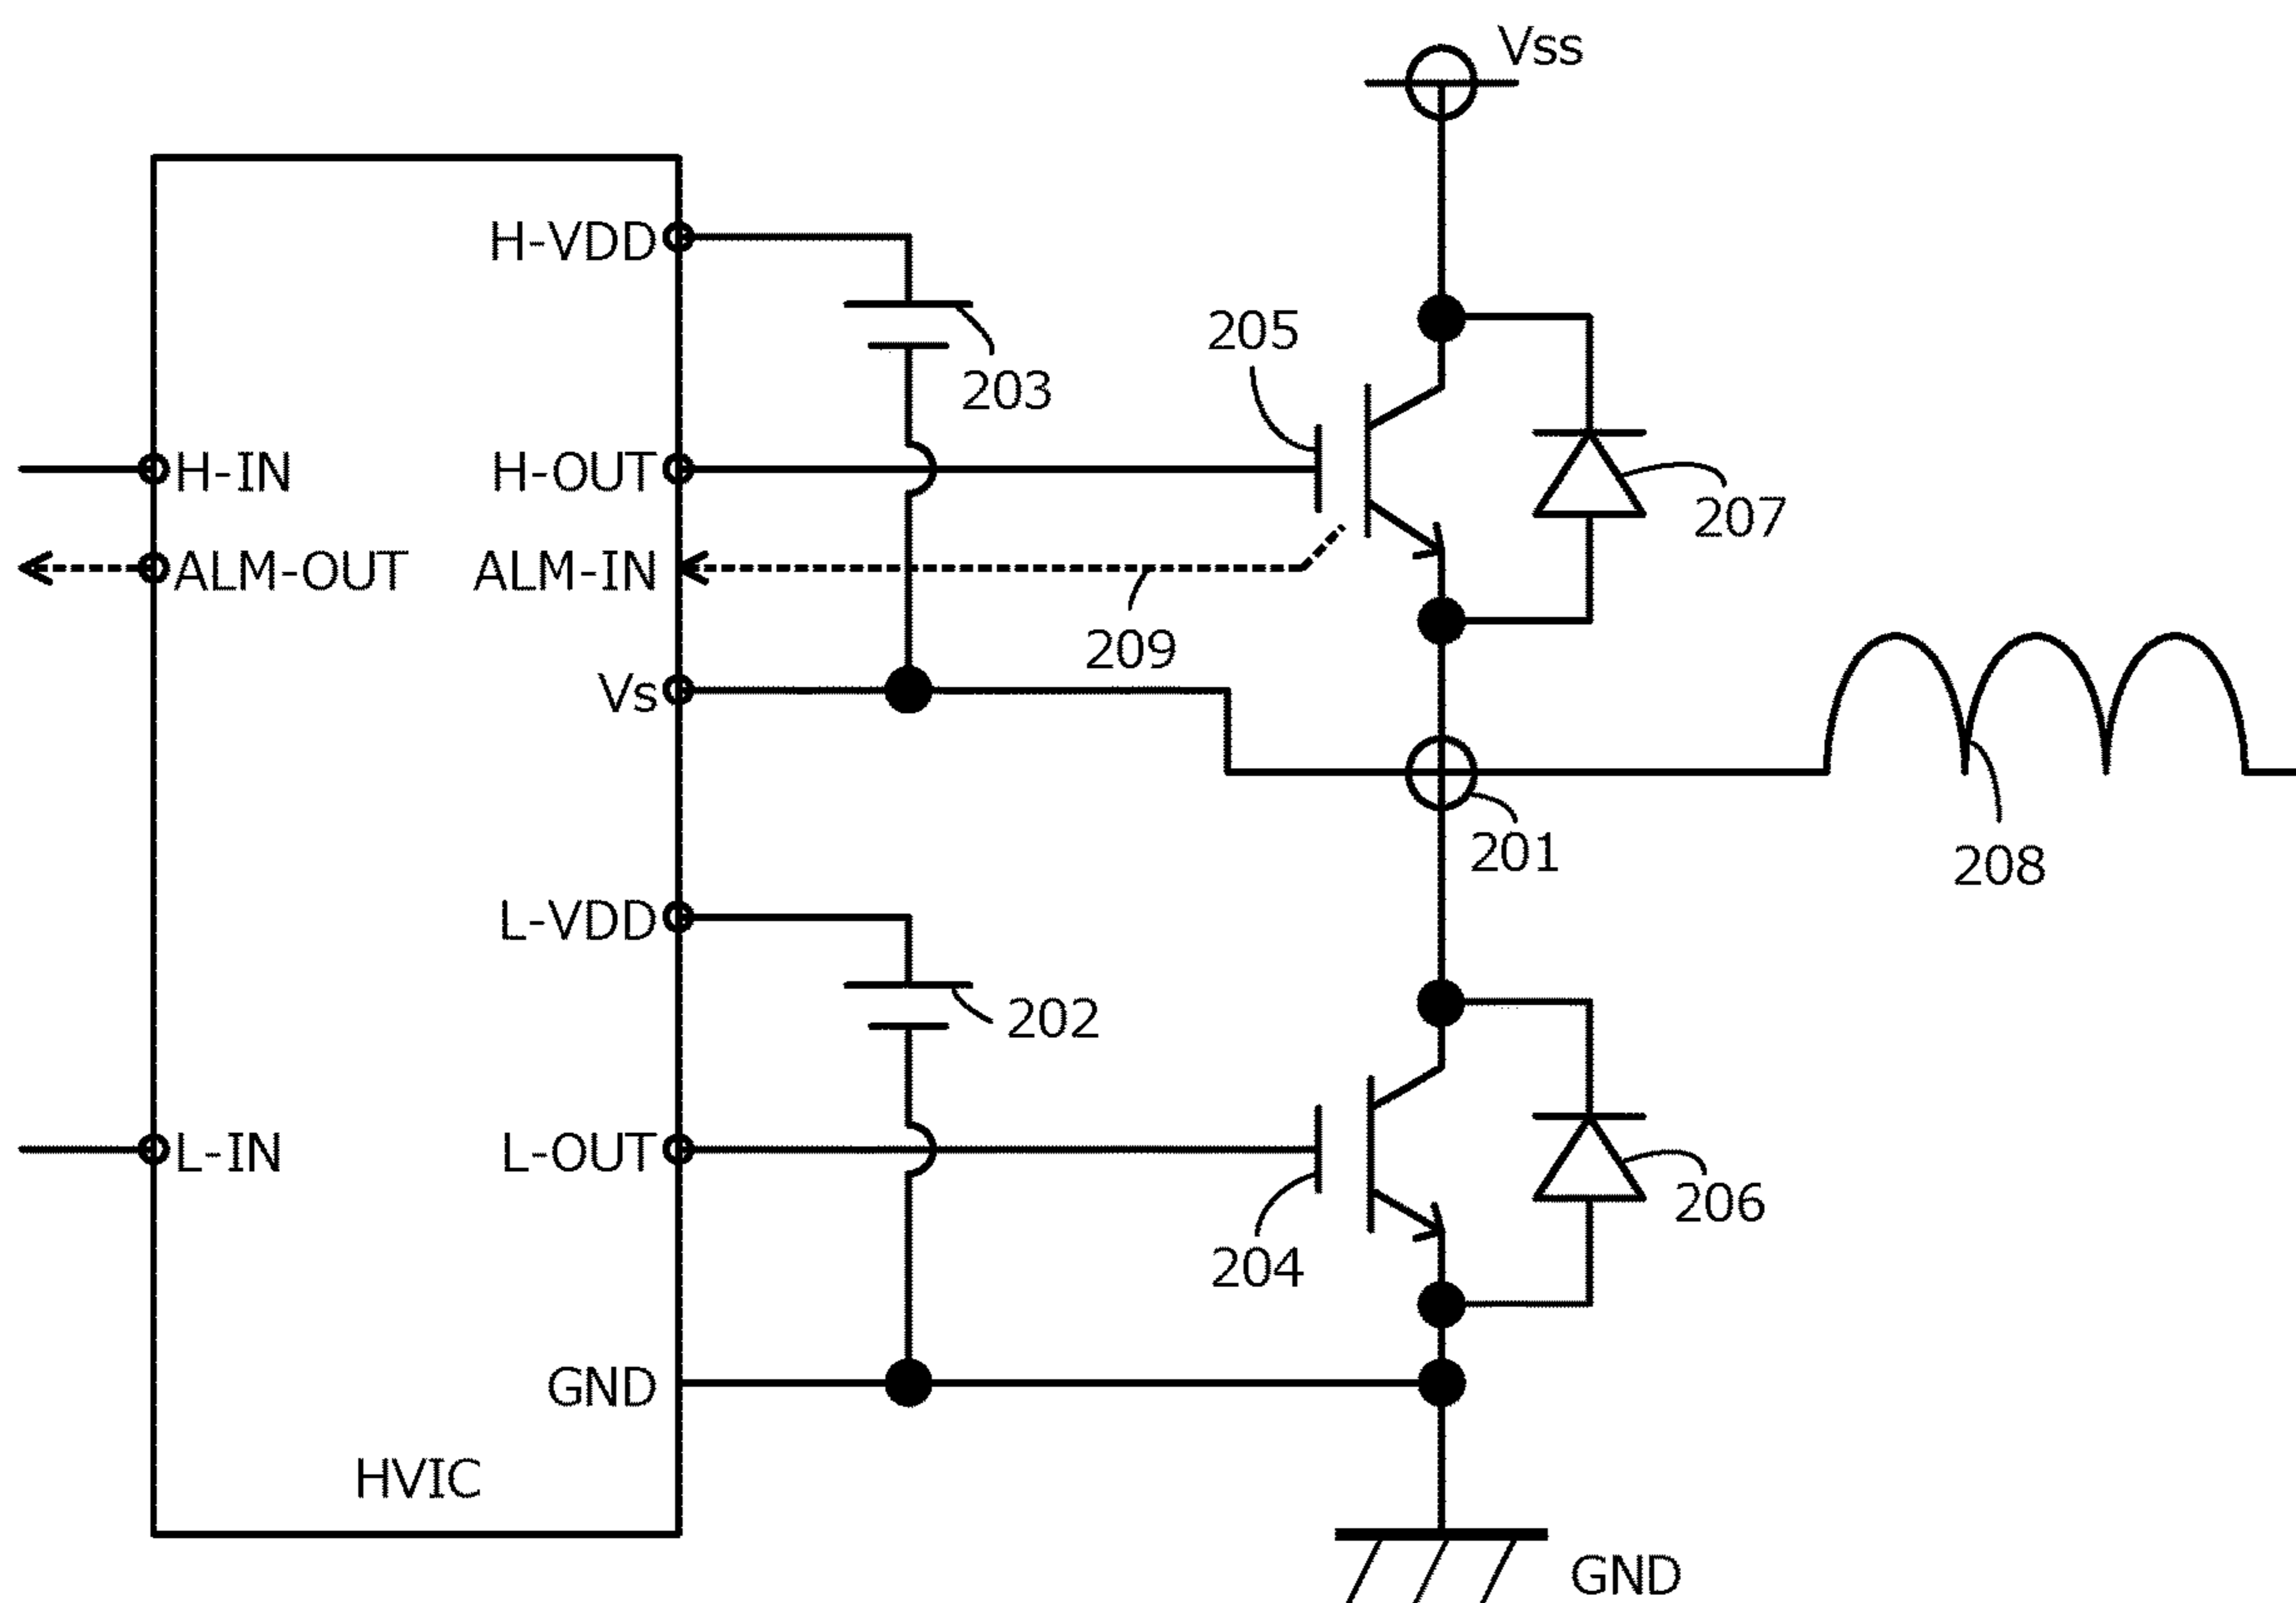 Vss
H-VDD
205
203
H-IN
H-OUT
207
ALM-OUT
ALM-IN
209
Vs
201
208
L-VDD
202
L-IN
L-OUT
206
204
GND
HVIC
GND